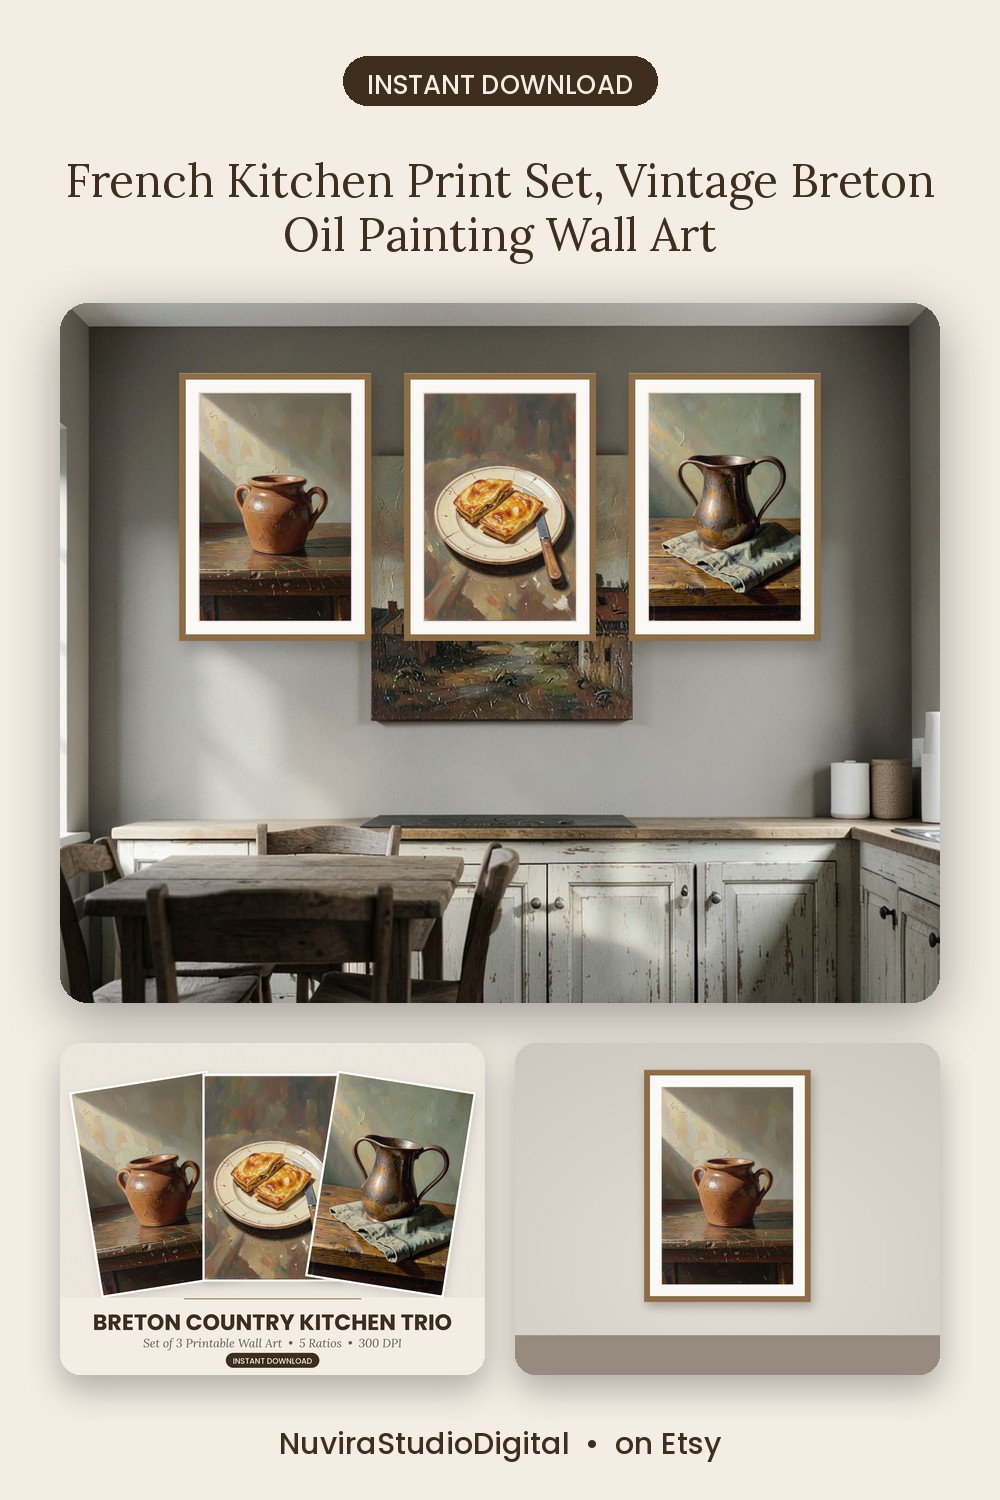 INSTANT DOWNLOAD
French Kitchen Print Set, Vintage Breton
Oil Painting Wall Art
BRETON COUNTRY KITCHEN TRIO
Set of 3 Printable Wall Art • 5 Ratios • 300 DPI
INSTANT DOWNLOAD
NuviraStudioDigital • on Etsy